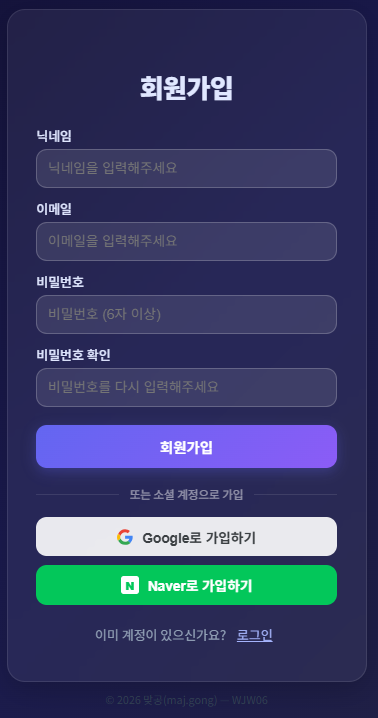 회원가입
닉네임
닉네임을 입력해주세요
이메일
이메일을 입력해주세요
비밀번호
비밀번호 (6자 이상)
비밀번호 확인
비밀번호를 다시 입력해주세요
회원가입
또는 소셜 계정으로 가입
G Google로 가입하기
N Naver로 가입하기
이미 계정이 있으신가요? 로그인
© 2026 맞공(maj.gong) — WJW06